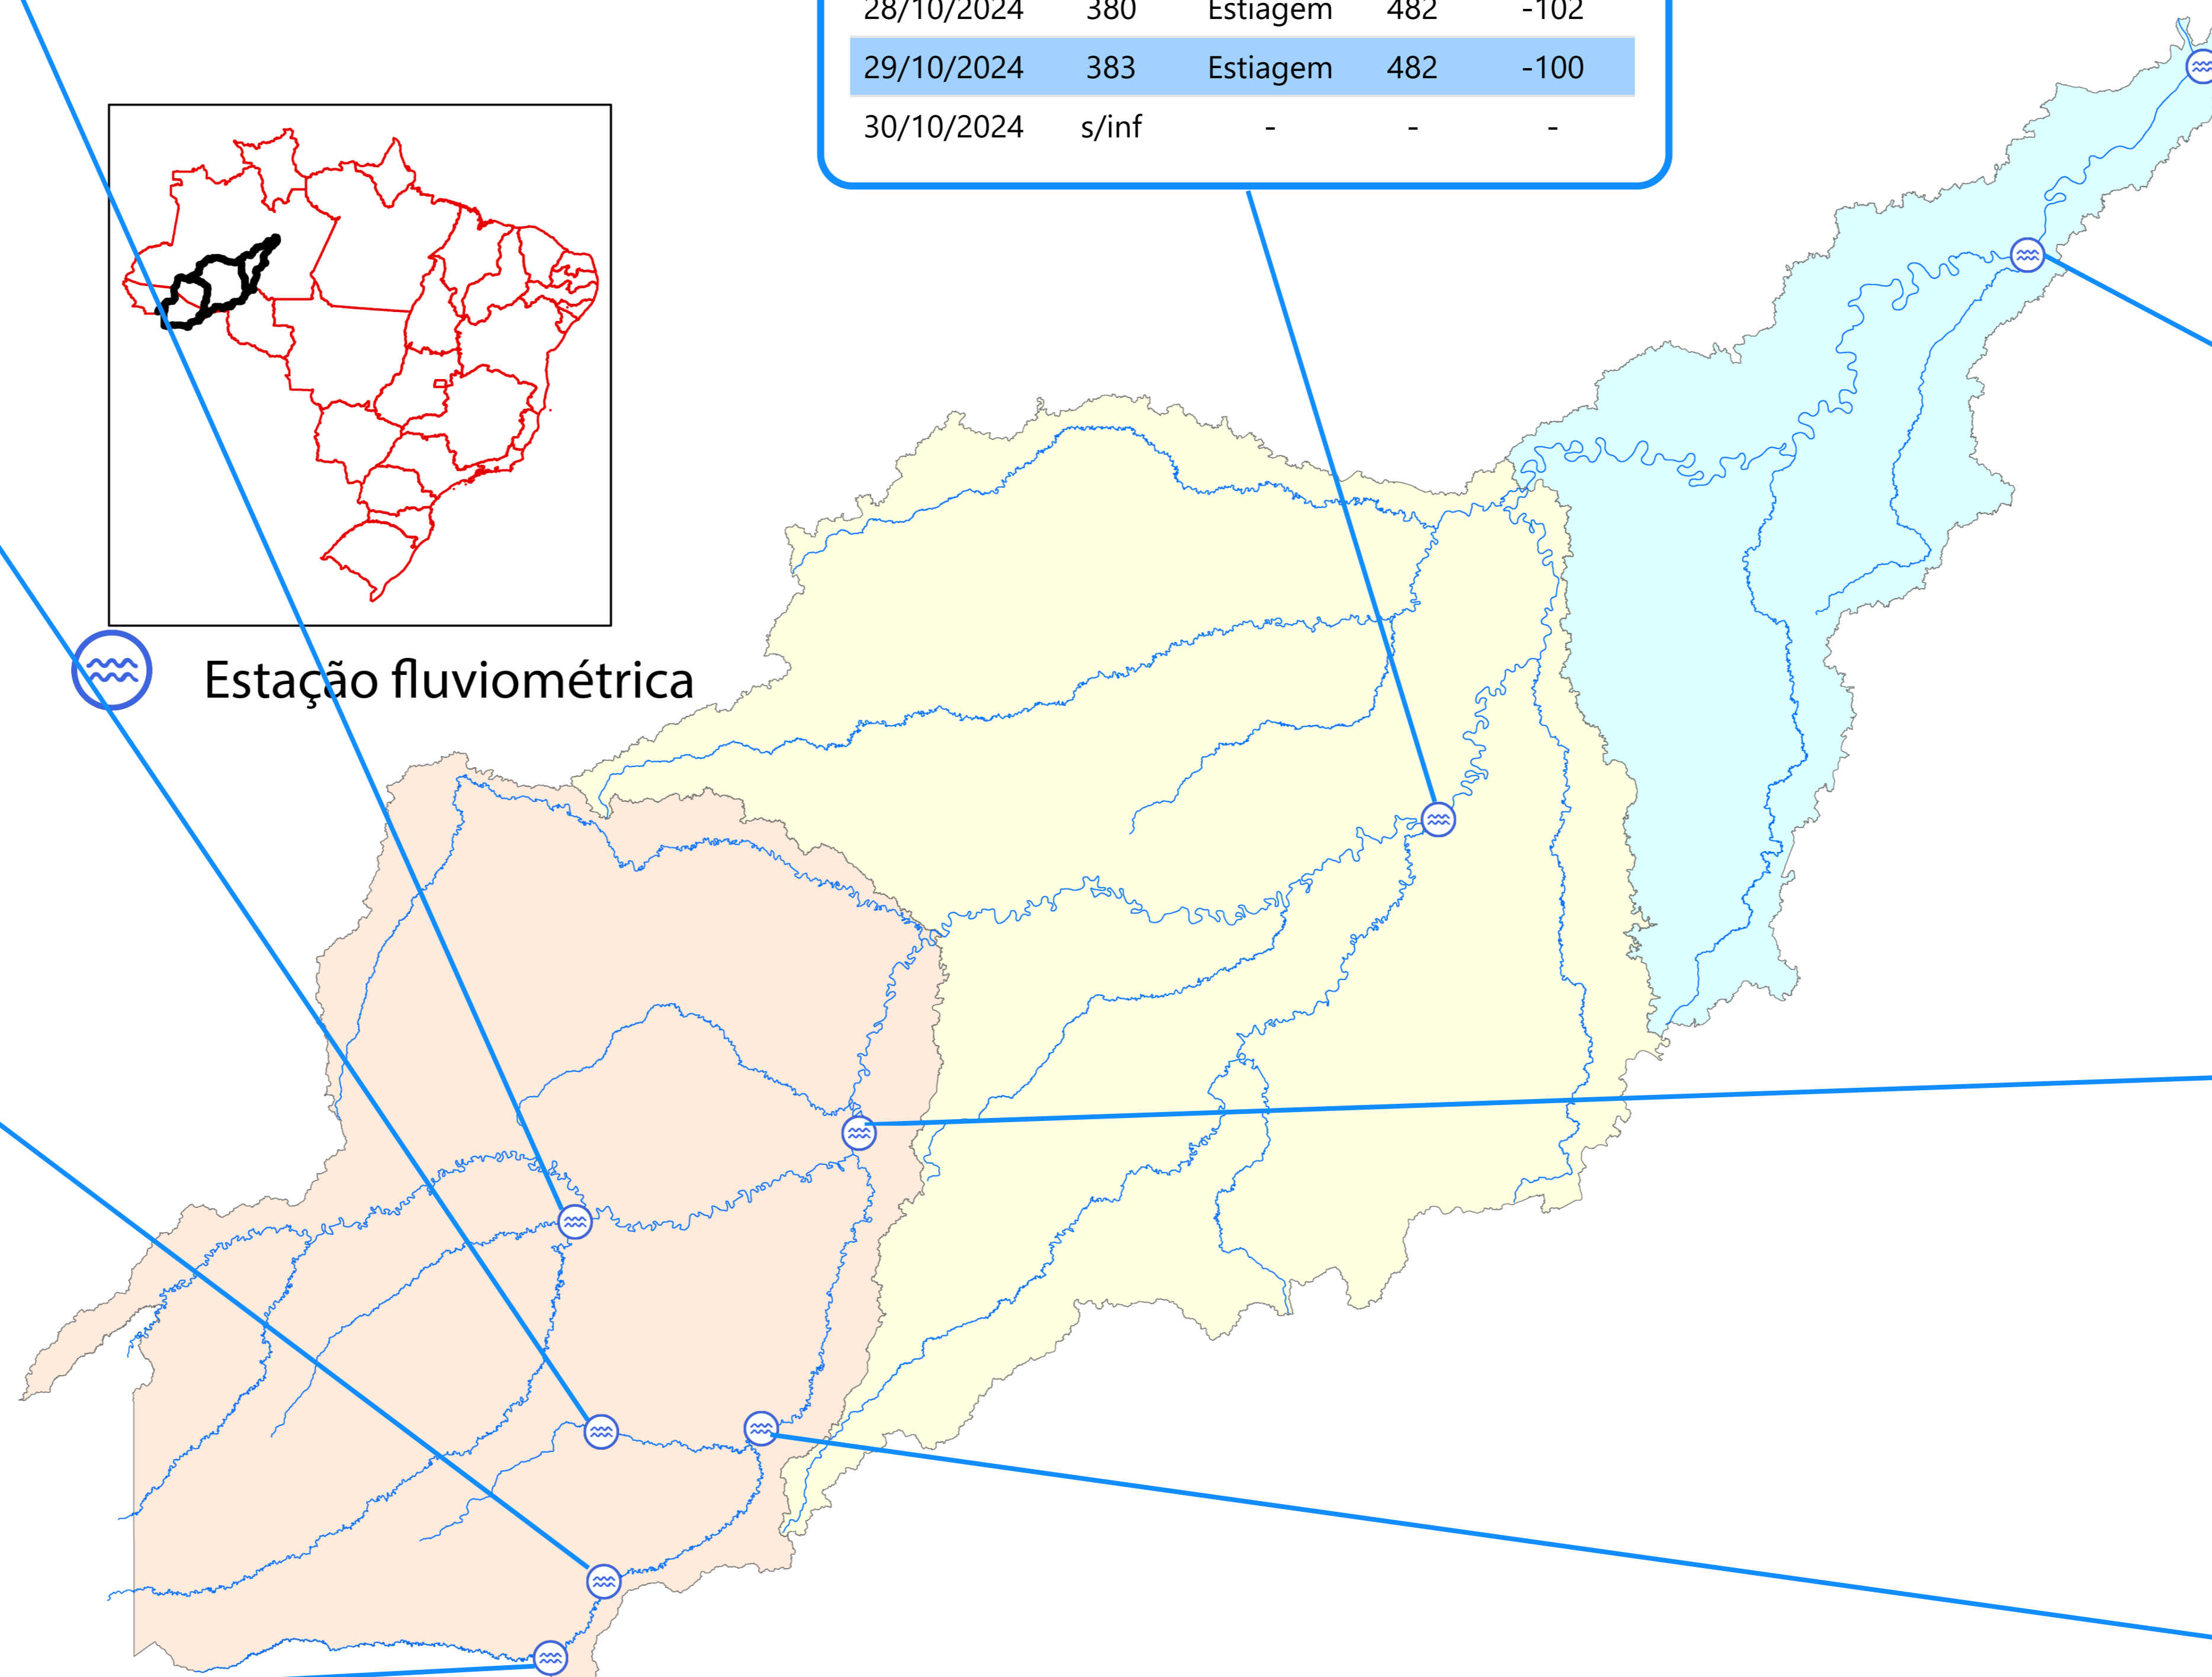 28/10/2024 380 Estiagem 482 -102
29/10/2024 383 Estiagem 482 -100
30/10/2024 s/inf - - -
Estação fluviométrica